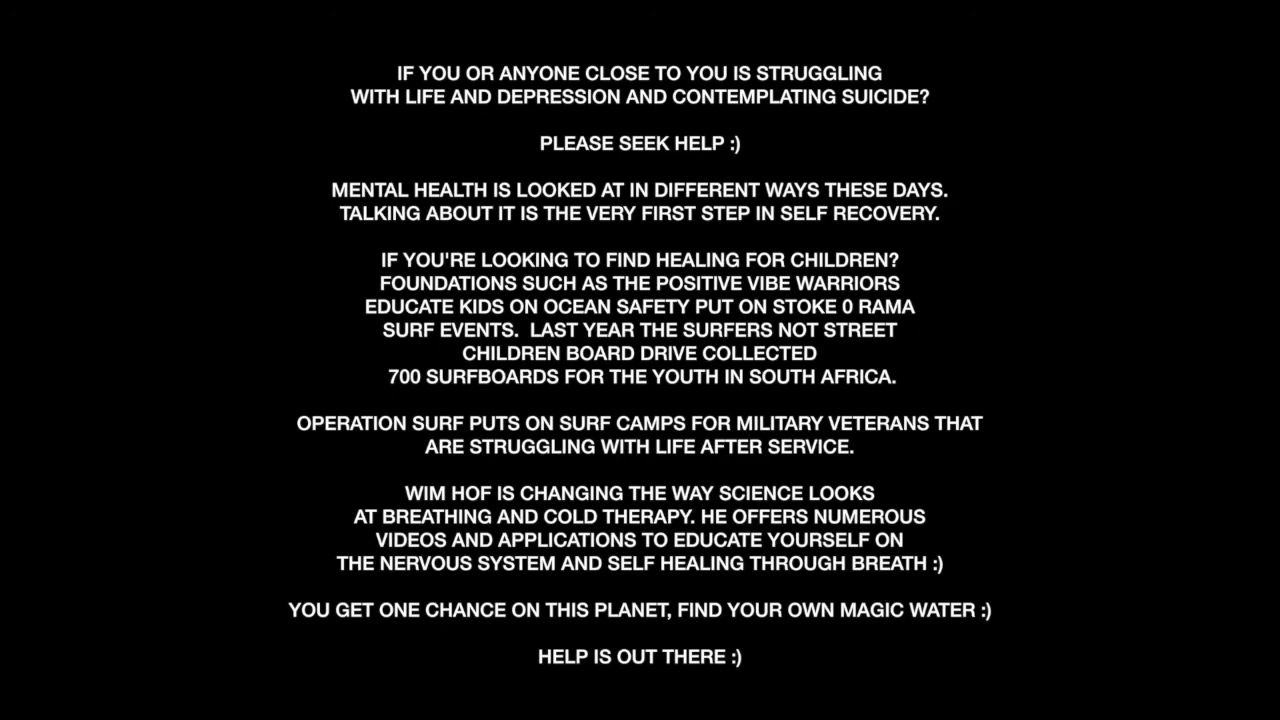 IF YOU OR ANYONE CLOSE TO YOU IS STRUGGLING
WITH LIFE AND DEPRESSION AND CONTEMPLATING SUICIDE?
PLEASE SEEK HELP :)
MENTAL HEALTH IS LOOKED AT IN DIFFERENT WAYS THESE DAYS.
TALKING ABOUT IT IS THE VERY FIRST STEP IN SELF RECOVERY.
IF YOU'RE LOOKING TO FIND HEALING FOR CHILDREN?
FOUNDATIONS SUCH AS THE POSITIVE VIBE WARRIORS
EDUCATE KIDS ON OCEAN SAFETY PUT ON STOKE 0 RAMA
SURF EVENTS.  LAST YEAR THE SURFERS NOT STREET
CHILDREN BOARD DRIVE COLLECTED
700 SURFBOARDS FOR THE YOUTH IN SOUTH AFRICA.
OPERATION SURF PUTS ON SURF CAMPS FOR MILITARY VETERANS THAT
ARE STRUGGLING WITH LIFE AFTER SERVICE.
WIM HOF IS CHANGING THE WAY SCIENCE LOOKS
AT BREATHING AND COLD THERAPY. HE OFFERS NUMEROUS
VIDEOS AND APPLICATIONS TO EDUCATE YOURSELF ON
THE NERVOUS SYSTEM AND SELF HEALING THROUGH BREATH :)
YOU GET ONE CHANCE ON THIS PLANET, FIND YOUR OWN MAGIC WATER :)
HELP IS OUT THERE :)